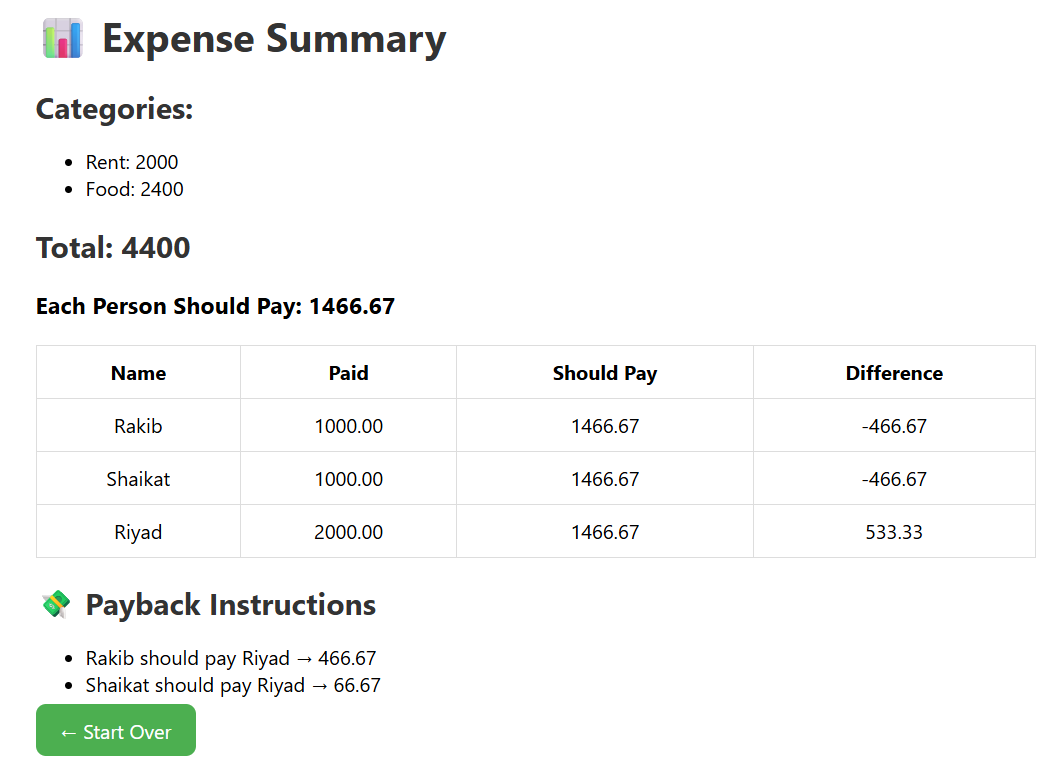 Expense Summary
Categories:
• Rent: 2000
• Food: 2400
Total: 4400
Each Person Should Pay: 1466.67
Name Paid Should Pay Difference
Rakib 1000.00 1466.67 -466.67
Shaikat 1000.00 1466.67 -466.67
Riyad 2000.00 1466.67 533.33
Payback Instructions
• Rakib should pay Riyad → 466.67
• Shaikat should pay Riyad → 66.67
← Start Over